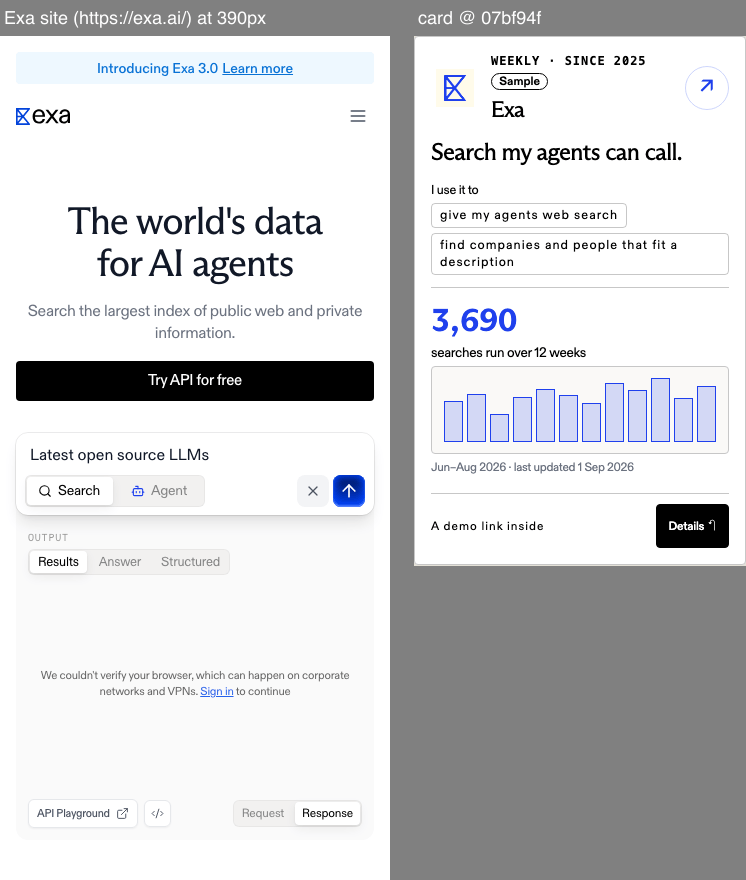 Exa site (https://exa.ai/) at 390px
Introducing Exa 3.0 Learn more
exa
The world's data
for AI agents
Search the largest index of public web and private
information.
Try API for free
Latest open source LLMs
Search
Agent
OUTPUT
Results
Answer
Structured
We couldn't verify your browser, which can happen on corporate
networks and VPNs. Sign in to continue
API Playground
</>
Request
Response
card @ 07bf94f
WEEKLY · SINCE 2025
Sample
Exa
Search my agents can call.
I use it to
give my agents web search
find companies and people that fit a
description
3,690
searches run over 12 weeks
Jun–Aug 2026 · last updated 1 Sep 2026
A demo link inside
Details